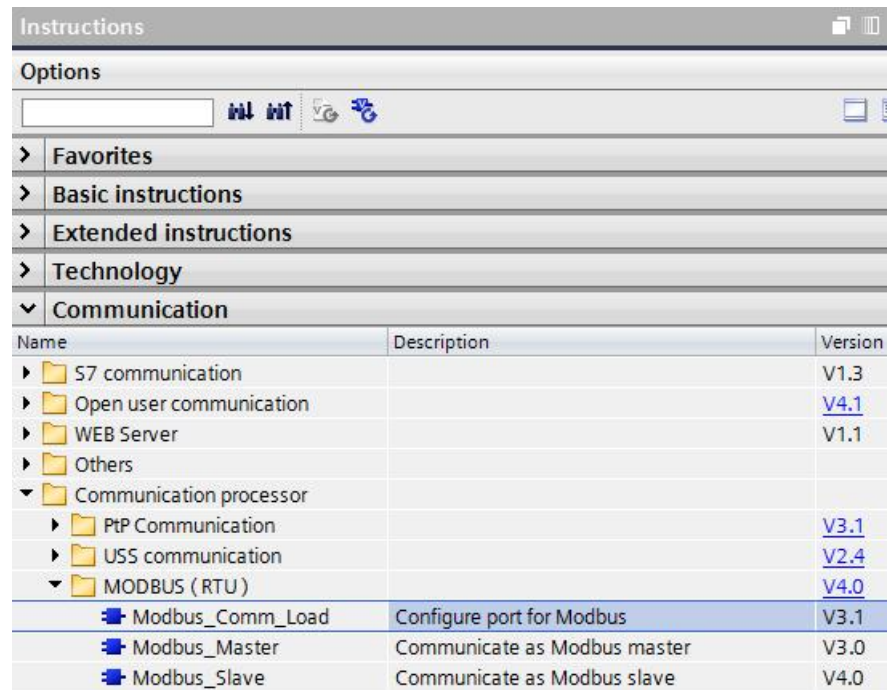 Instructions
Options
Favorites
Basic instructions
Extended instructions
Technology
Communication
Name Description Version
S7 communication V1.3
Open user communication V4.1
WEB Server V1.1
Others
Communication processor
PtP Communication V3.1
USS communication V2.4
MODBUS (RTU) V4.0
Modbus_Comm_Load Configure port for Modbus V3.1
Modbus_Master Communicate as Modbus master V3.0
Modbus_Slave Communicate as Modbus slave V4.0